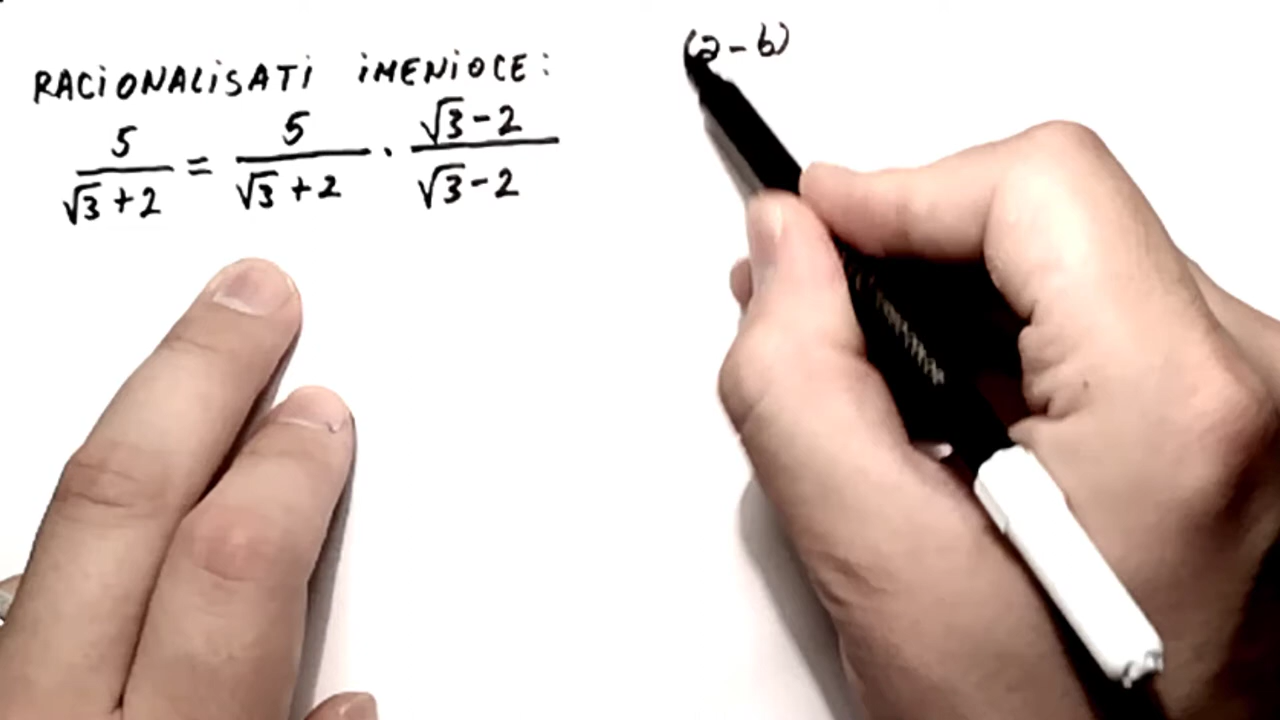 RACIONALISATI IMENIOCE:
5/(√3+2) = 5/(√3+2) · (√3-2)/(√3-2)
(a-b)